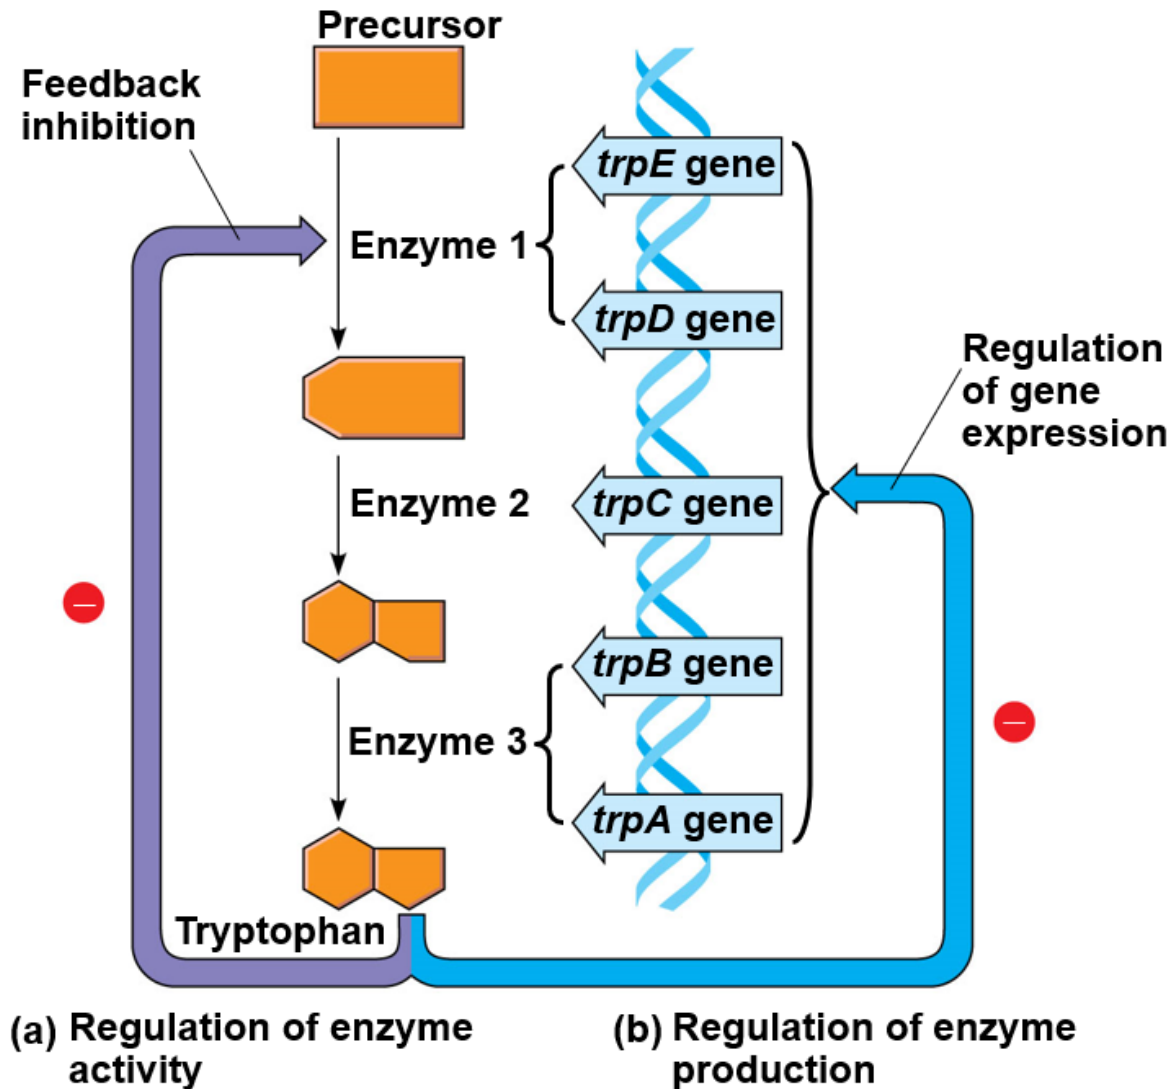 Precursor
Feedback
inhibition
trpE gene
Enzyme 1
trpD gene
Regulation
of gene
expression
Enzyme 2
trpC gene
−
trpB gene
−
Enzyme 3
trpA gene
Tryptophan
(a) Regulation of enzyme
activity
(b) Regulation of enzyme
production